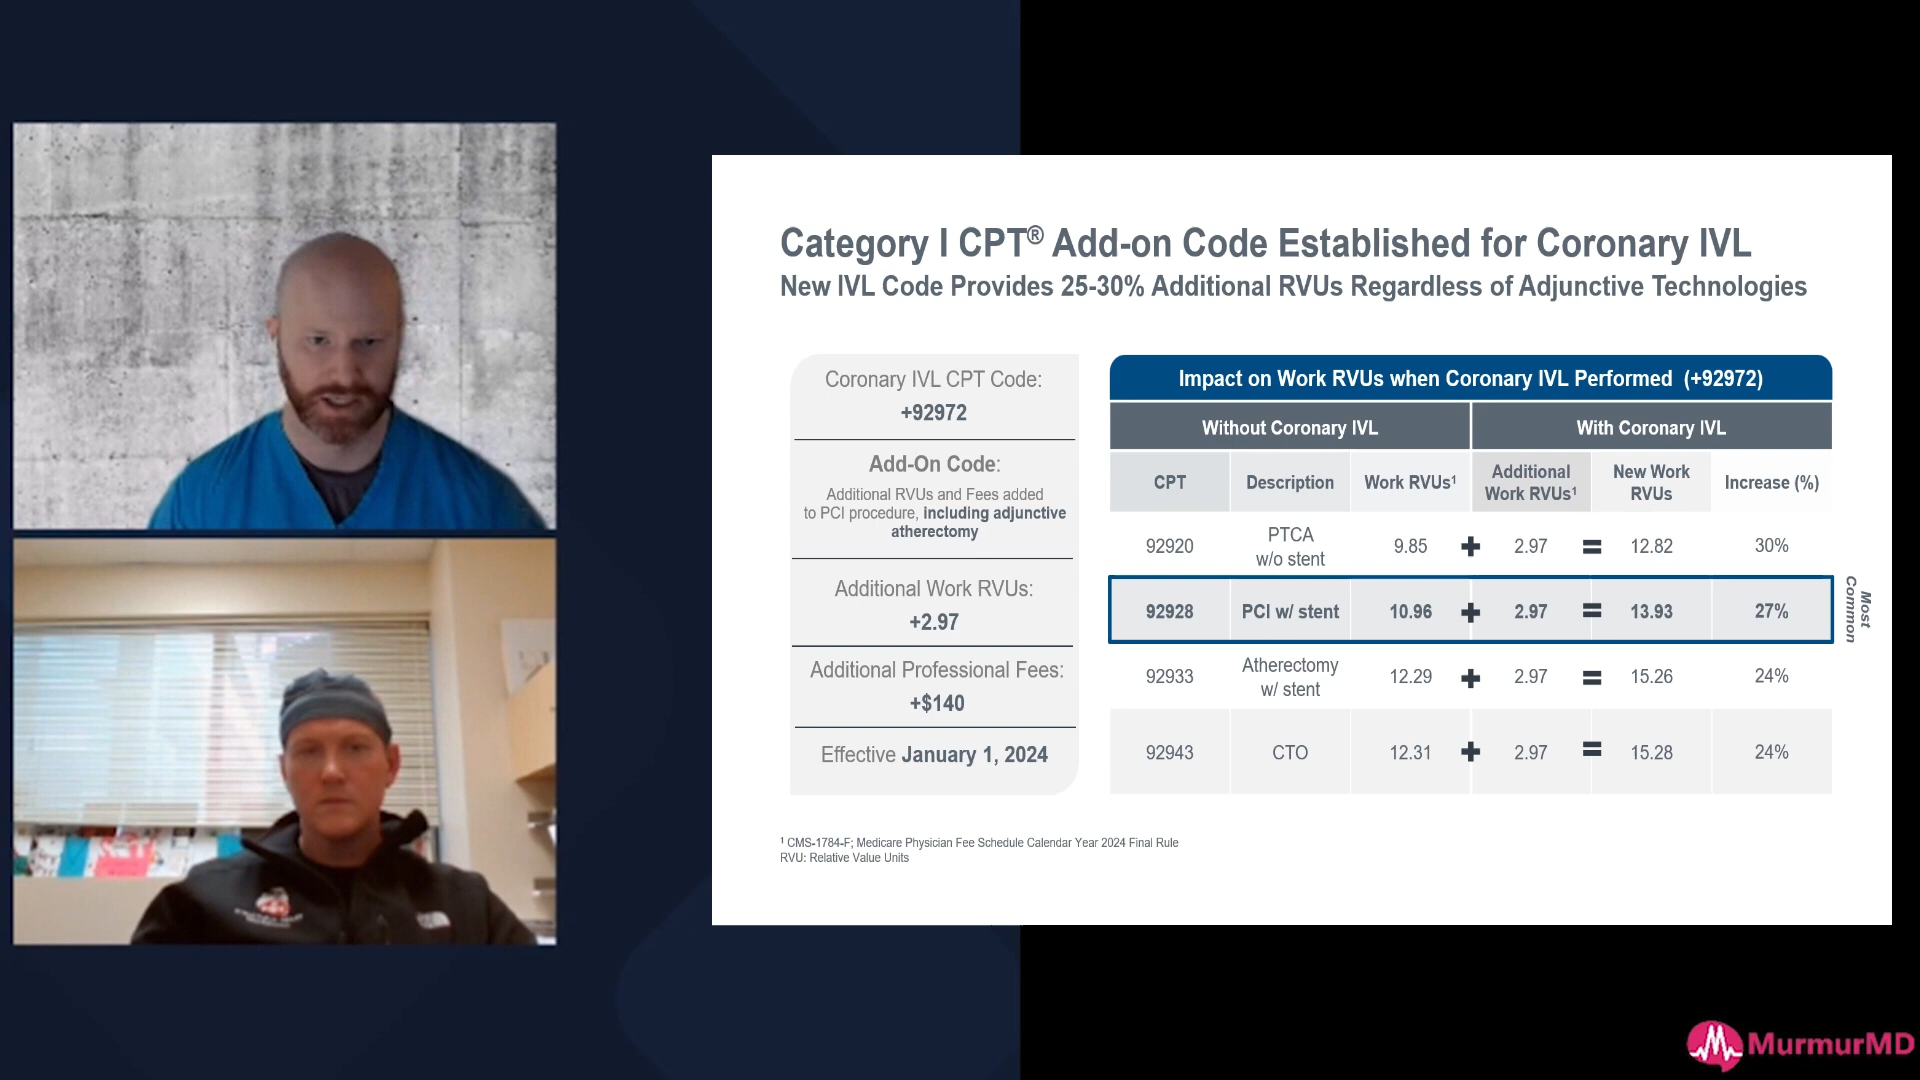 Category I CPT® Add-on Code Established for Coronary IVL
New IVL Code Provides 25-30% Additional RVUs Regardless of Adjunctive Technologies
Coronary IVL CPT Code:
+92972
Add-On Code:
Additional RVUs and Fees added
to PCI procedure, including adjunctive
atherectomy
Additional Work RVUs:
+2.97
Additional Professional Fees:
+$140
Effective January 1, 2024
Impact on Work RVUs when Coronary IVL Performed (+92972)
Without Coronary IVL With Coronary IVL
CPT Description Work RVUs¹ Additional Work RVUs¹ New Work RVUs Increase (%)
92920 PTCA w/o stent 9.85 + 2.97 = 12.82 30%
92928 PCI w/ stent 10.96 + 2.97 = 13.93 27%
Most Common
92933 Atherectomy w/ stent 12.29 + 2.97 = 15.26 24%
92943 CTO 12.31 + 2.97 = 15.28 24%
¹ CMS-1784-F; Medicare Physician Fee Schedule Calendar Year 2024 Final Rule
RVU: Relative Value Units
MurmurMD